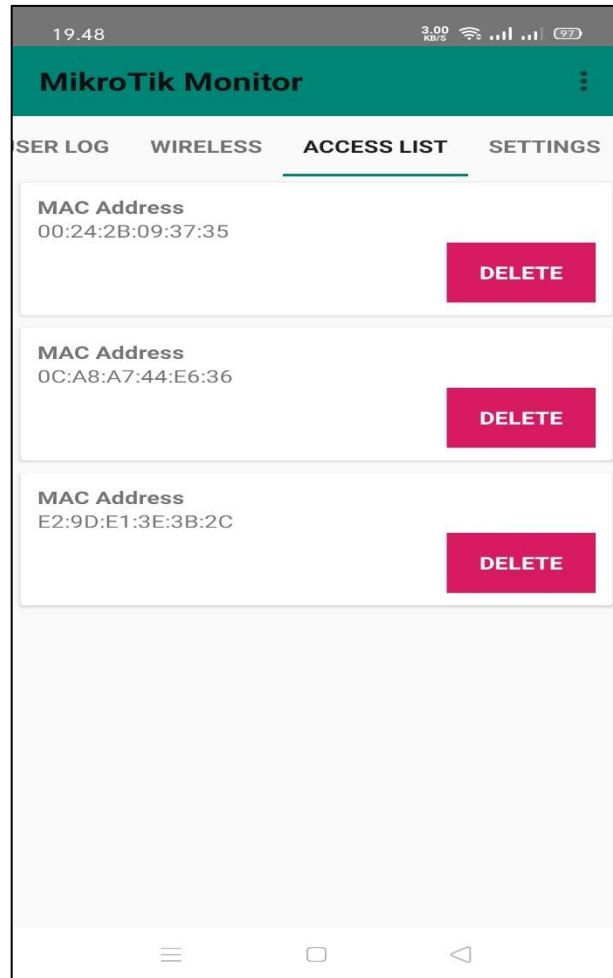 19.48 3.00 KB/S 97
MikroTik Monitor
SER LOG WIRELESS ACCESS LIST SETTINGS
MAC Address
00:24:2B:09:37:35
DELETE
MAC Address
0C:A8:A7:44:E6:36
DELETE
MAC Address
E2:9D:E1:3E:3B:2C
DELETE